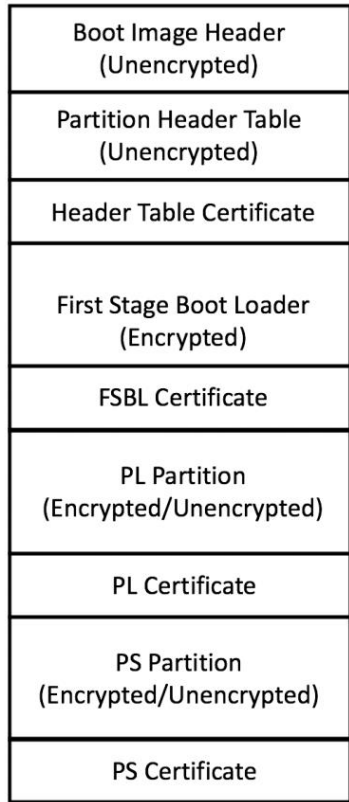 Boot Image Header
(Unencrypted)
Partition Header Table
(Unencrypted)
Header Table Certificate
First Stage Boot Loader
(Encrypted)
FSBL Certificate
PL Partition
(Encrypted/Unencrypted)
PL Certificate
PS Partition
(Encrypted/Unencrypted)
PS Certificate